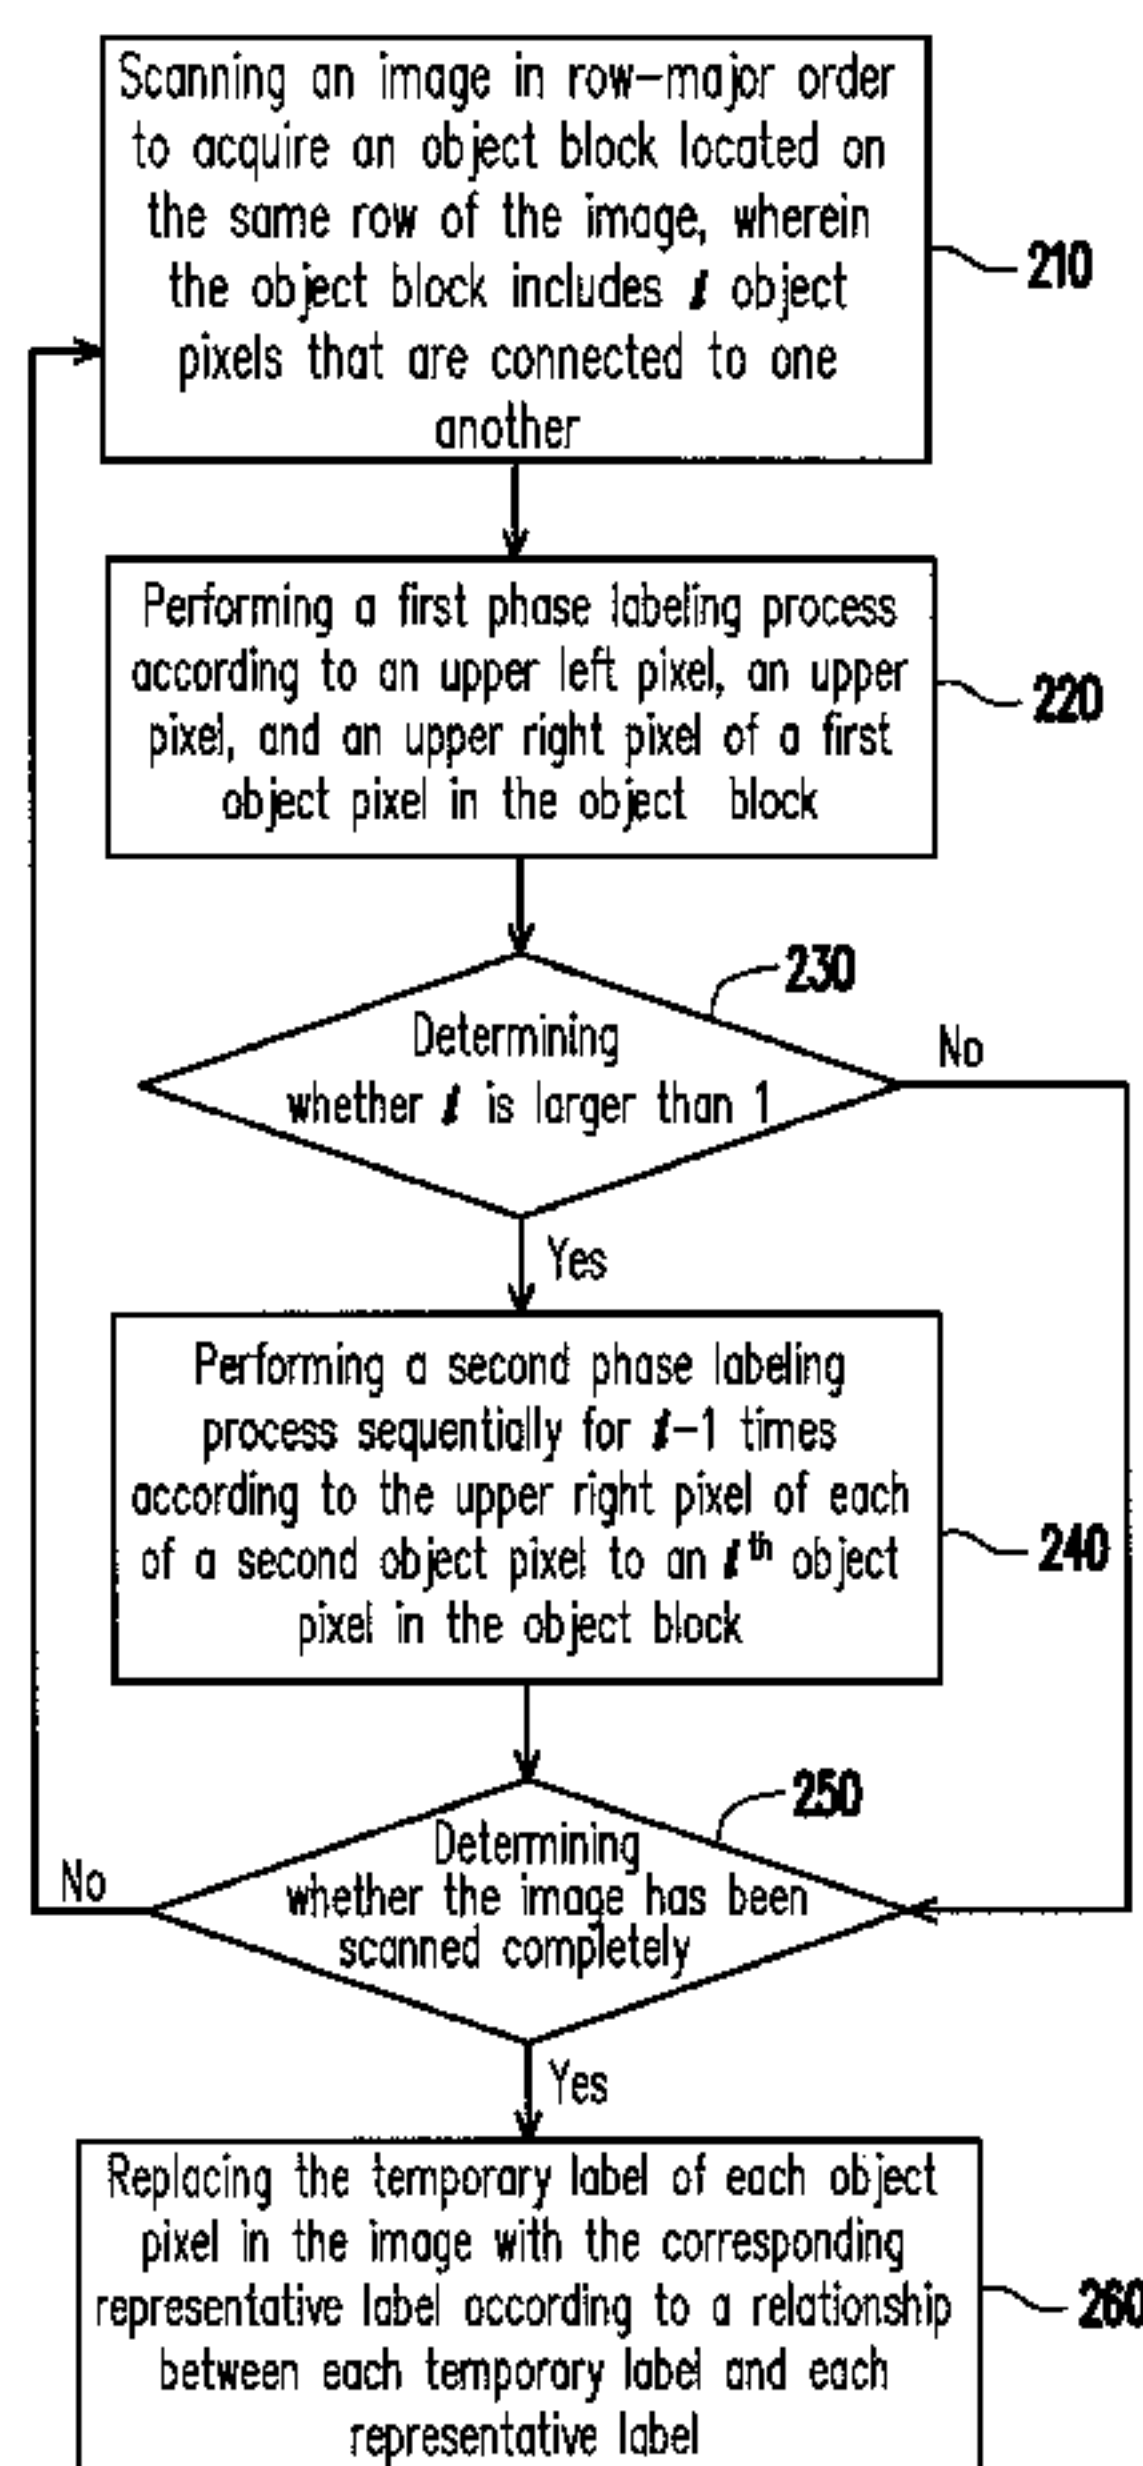 Scanning an image in row-major order
to acquire an object block located on
the same row of the image, wherein
the object block includes ℓ object
pixels that are connected to one
another
210
Performing a first phase labeling process
according to an upper left pixel, an upper
pixel, and an upper right pixel of a first
object pixel in the object block
220
230
Determining
whether ℓ is larger than 1
No
Yes
Performing a second phase labeling
process sequentially for ℓ-1 times
according to the upper right pixel of each
of a second object pixel to an ℓth object
pixel in the object block
240
250
Determining
whether the image has been
scanned completely
No
Yes
Replacing the temporary label of each object
pixel in the image with the corresponding
representative label according to a relationship
between each temporary label and each
representative label
260